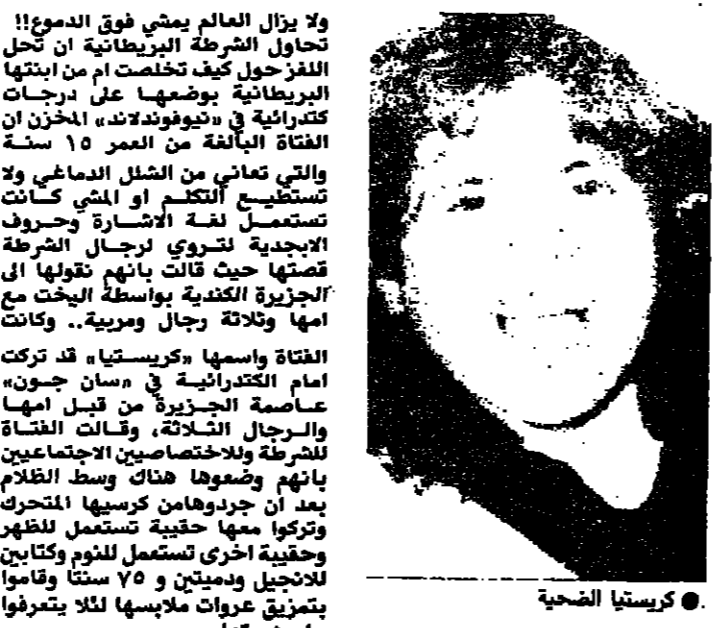 ولا يزال العالم يمشي فوق الدموع!!
تحاول الشرطة البريطانية ان تحل
اللغز حول كيف تخلصت ام من ابنتها
البريطانية بوضعها على درجات
كتدرائية في «نيوفوندلاند» المخزن ان
الفتاة البالغة من العمر ١٥ سنة
والتي تعاني من الشلل الدماغي ولا
تستطيع التكلم او المشي كانت
تستعمل لغة الاشارة وحروف
الابجدية لتروي لرجال الشرطة
قصتها حيث قالت بانهم نقولها الى
الجزيرة الكندية بواسطة اليخت مع
امها وثلاثة رجال ومربية.. وكانت
الفتاة واسمها «كريستيا» قد تركت
امام الكتدرائية في «سان جون»
عاصمة الجزيرة من قبل امها
والرجال الثلاثة، وقالت الفتاة
للشرطة وللاختصاصيين الاجتماعيين
بانهم وضعوها هناك وسط الظلام
بعد ان جردوهامن كرسيها المتحرك
وتركوا معها حقيبة تستعمل للظهر
وحقيبة اخرى تستعمل للنوم وكتابين
للانجيل ودميتين و ٧٥ سنتا وقاموا
بتمزيق عروات ملابسها لئلا يتعرفوا
● كريستيا الضحية